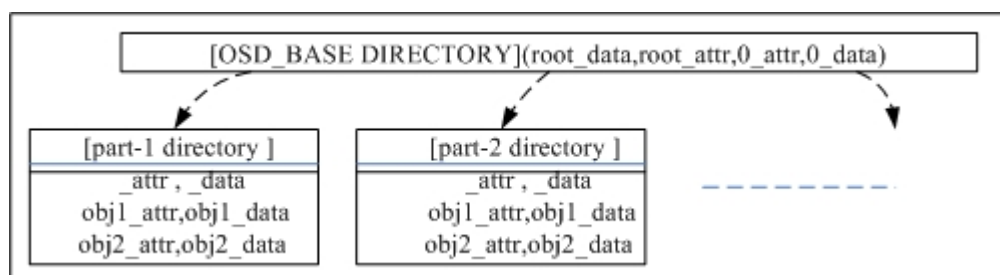 [OSD_BASE DIRECTORY](root_data,root_attr,0_attr,0_data)
[part-1 directory ]
_attr , _data
obj1_attr,obj1_data
obj2_attr,obj2_data
[part-2 directory ]
_attr , _data
obj1_attr,obj1_data
obj2_attr,obj2_data